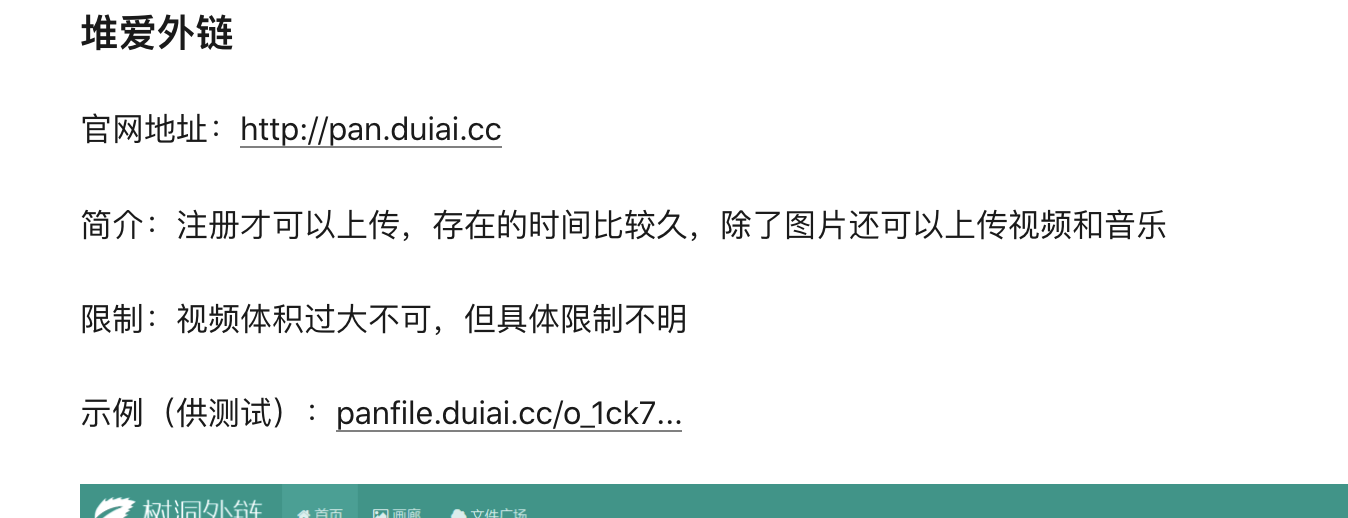 堆爱外链
官网地址：http://pan.duiai.cc
简介：注册才可以上传，存在的时间比较久，除了图片还可以上传视频和音乐
限制：视频体积过大不可，但具体限制不明
示例（供测试）：panfile.duiai.cc/o_1ck7...
树洞外链 首页 画廊 文件广场